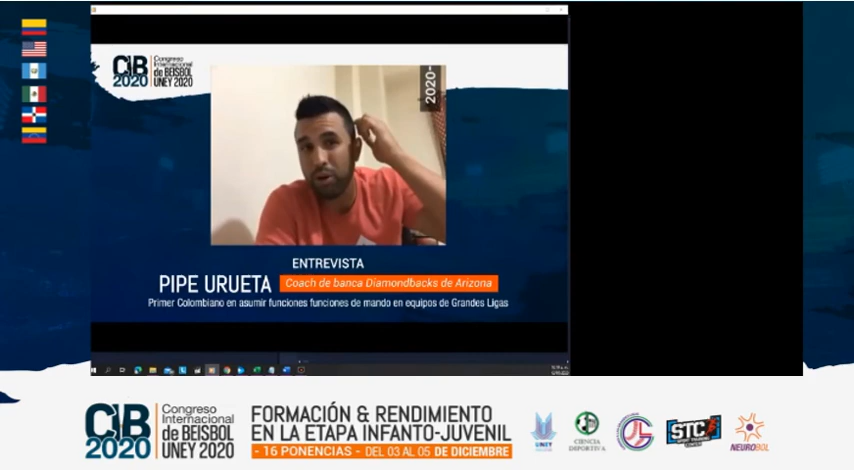 CIB
2020
Congreso
Internacional
de BEISBOL
UNEY 2020
2020-
ENTREVISTA
PIPE URUETA Coach de banca Diamondbacks de Arizona
Primer Colombiano en asumir funciones funciones de mando en equipos de Grandes Ligas
CIB
2020
Congreso
Internacional
de BEISBOL
UNEY 2020
FORMACIÓN & RENDIMIENTO
EN LA ETAPA INFANTO-JUVENIL
- 16 PONENCIAS - DEL 03 AL 05 DE DICIEMBRE
UNEY
CIENCIA
DEPORTIVA
STC
NEUROBOL